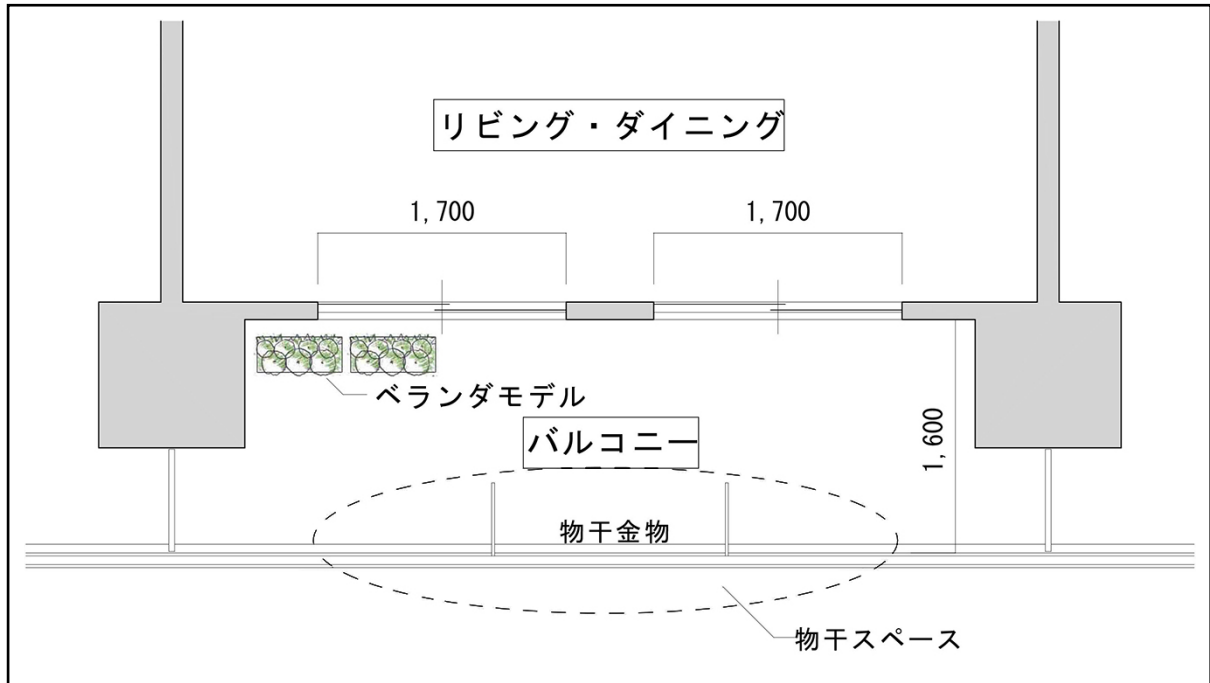 リビング・ダイニング
1,700
1,700
ベランダモデル
バルコニー
1,600
物干金物
物干スペース